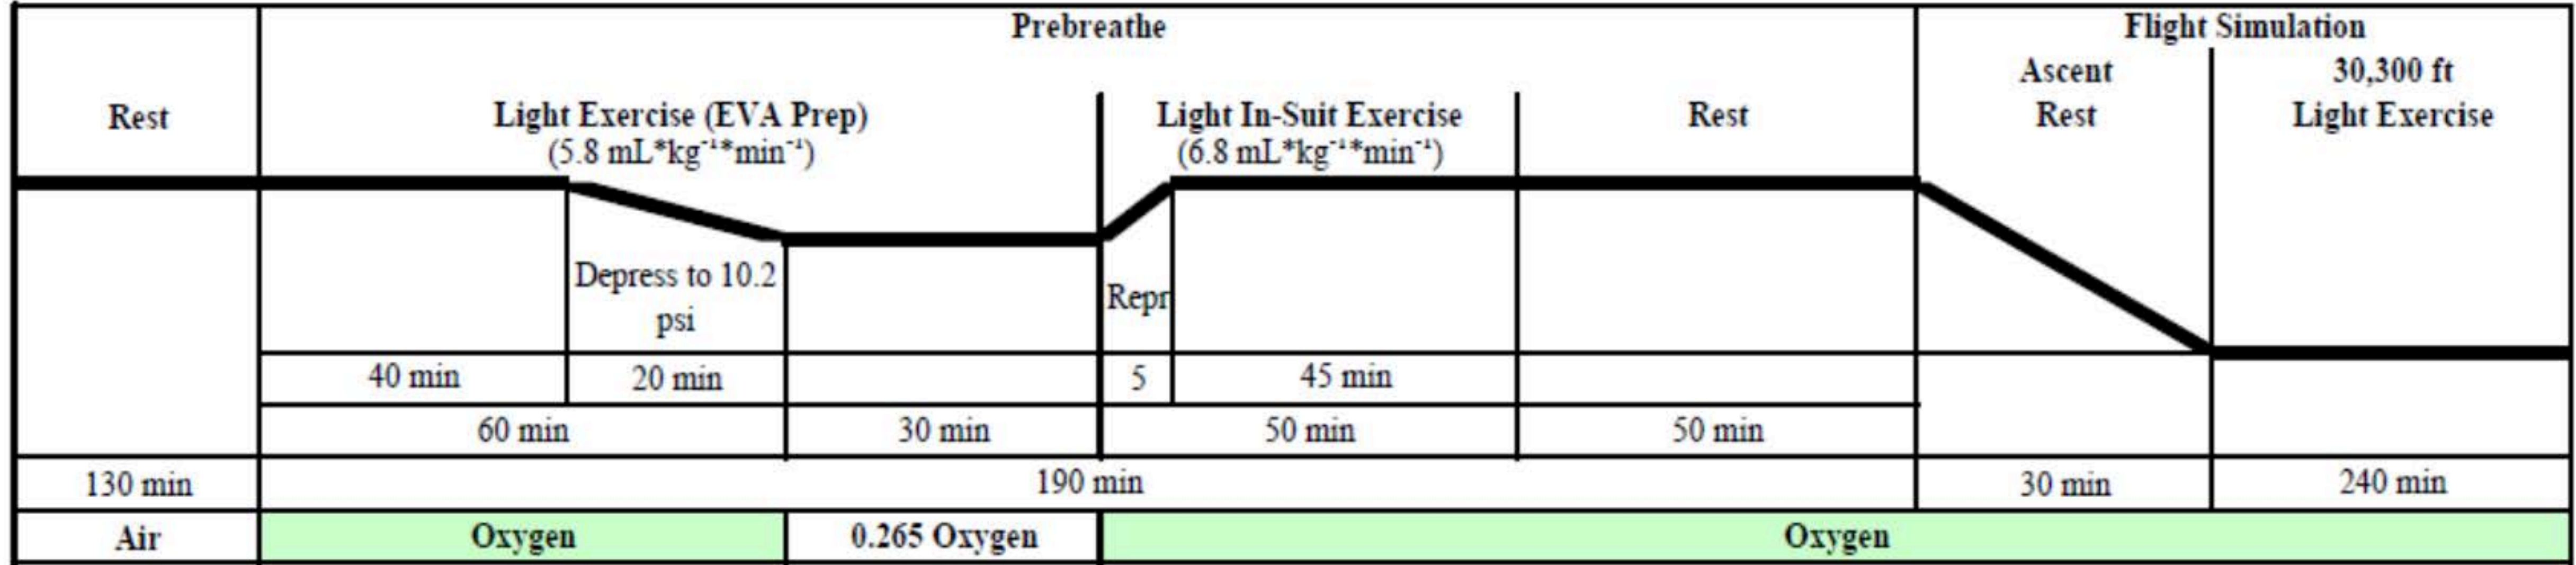 Prebreathe
Flight Simulation
Rest
Light Exercise (EVA Prep)
(5.8 mL*kg⁻¹*min⁻¹)
Light In-Suit Exercise
(6.8 mL*kg⁻¹*min⁻¹)
Rest
Ascent
Rest
30,300 ft
Light Exercise
Depress to 10.2
psi
Repr
40 min
20 min
5
45 min
60 min
30 min
50 min
50 min
130 min
190 min
30 min
240 min
Air
Oxygen
0.265 Oxygen
Oxygen